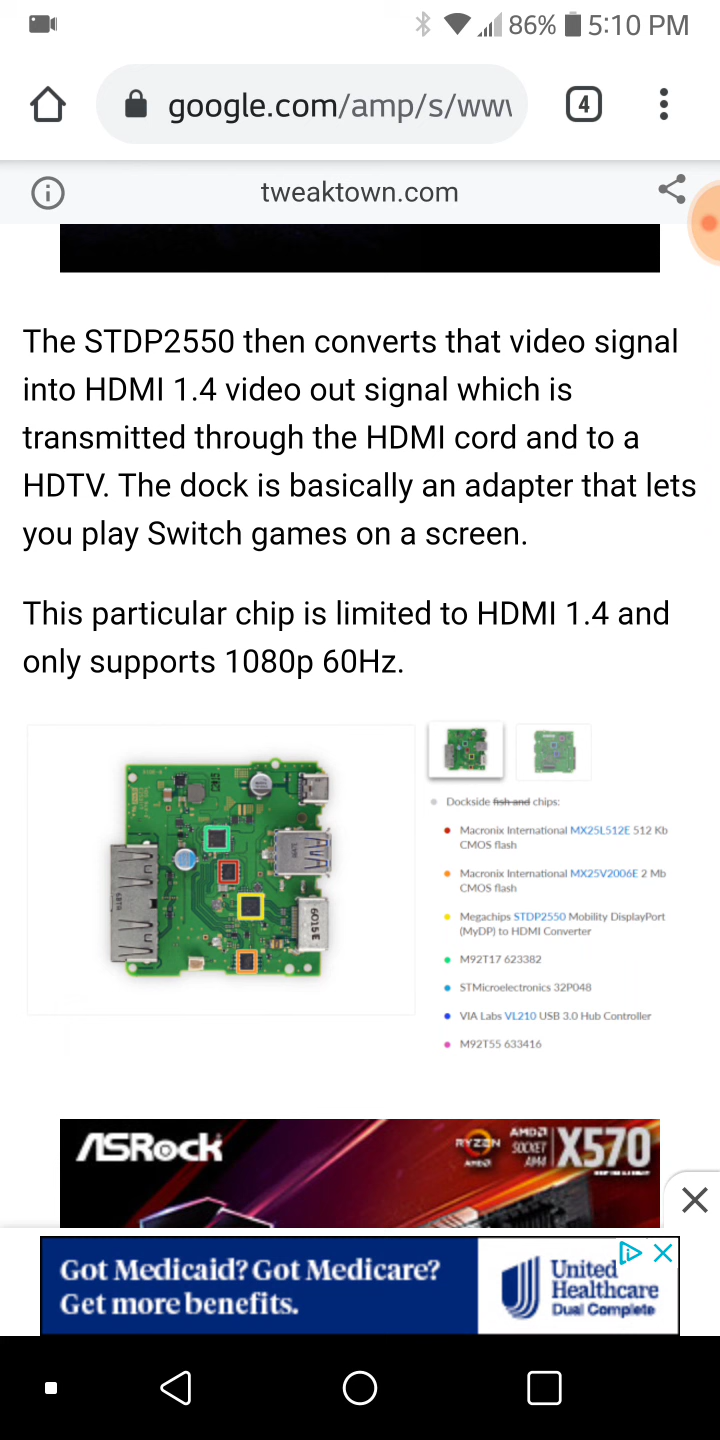 86% 5:10 PM
google.com/amp/s/ww
4
tweaktown.com
The STDP2550 then converts that video signal
into HDMI 1.4 video out signal which is
transmitted through the HDMI cord and to a
HDTV. The dock is basically an adapter that lets
you play Switch games on a screen.
This particular chip is limited to HDMI 1.4 and
only supports 1080p 60Hz.
6015E
Dockside fish and chips:
Macronix International MX25L512E 512 Kb
CMOS flash
Macronix International MX25V2006E 2 Mb
CMOS flash
Megachips STDP2550 Mobility DisplayPort
(MyDP) to HDMI Converter
M92T17 623382
STMicroelectronics 32P048
VIA Labs VL210 USB 3.0 Hub Controller
M92T55 633416
ASRock
RYZEN
AMD
AMD
SOCKET
AM4
X570
Got Medicaid? Got Medicare?
Get more benefits.
United
Healthcare
Dual Complete